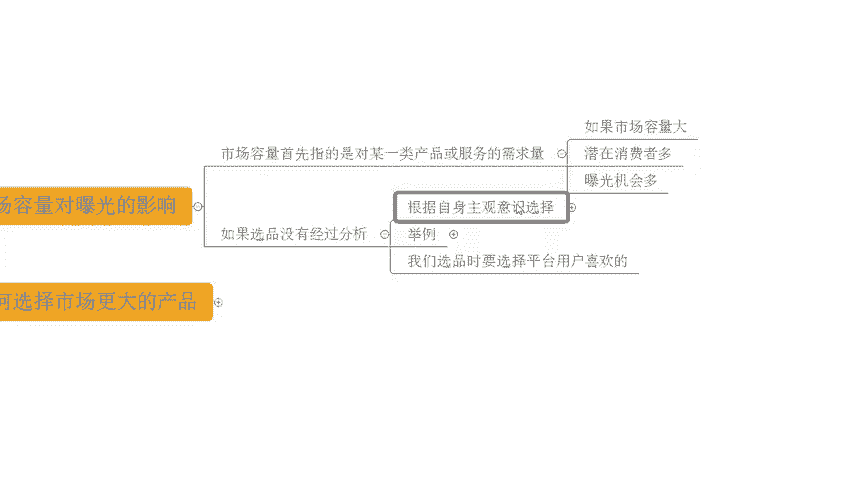 场容量对曝光的影响
市场容量首先指的是对某一类产品或服务的需求量
如果市场容量大
潜在消费者多
曝光机会多
如果选品没有经过分析
根据自身主观意识选择
举例
我们选品时要选择平台用户喜欢的
何选择市场更大的产品